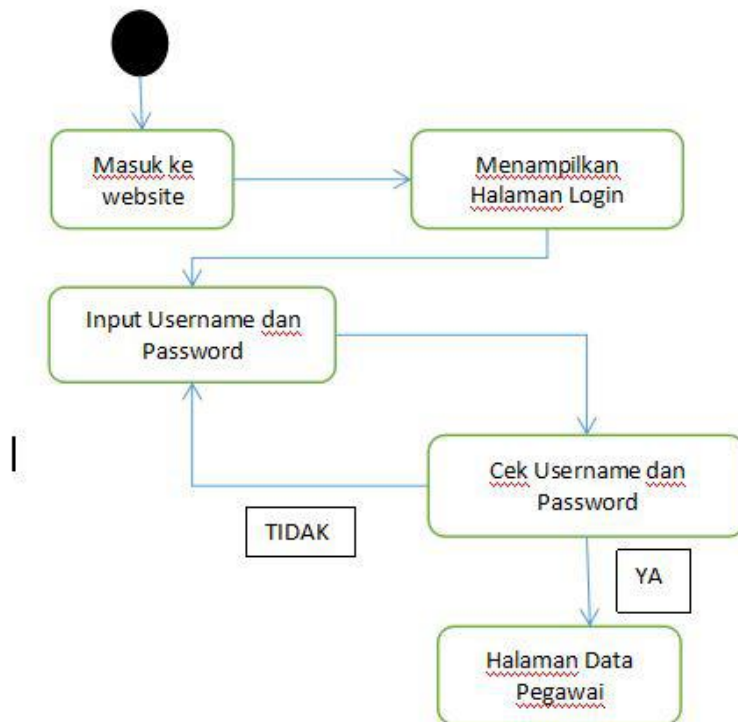 Masuk ke
website
Menampilkan
Halaman Login
Input Username dan
Password
Cek Username dan
Password
TIDAK
YA
Halaman Data
Pegawai